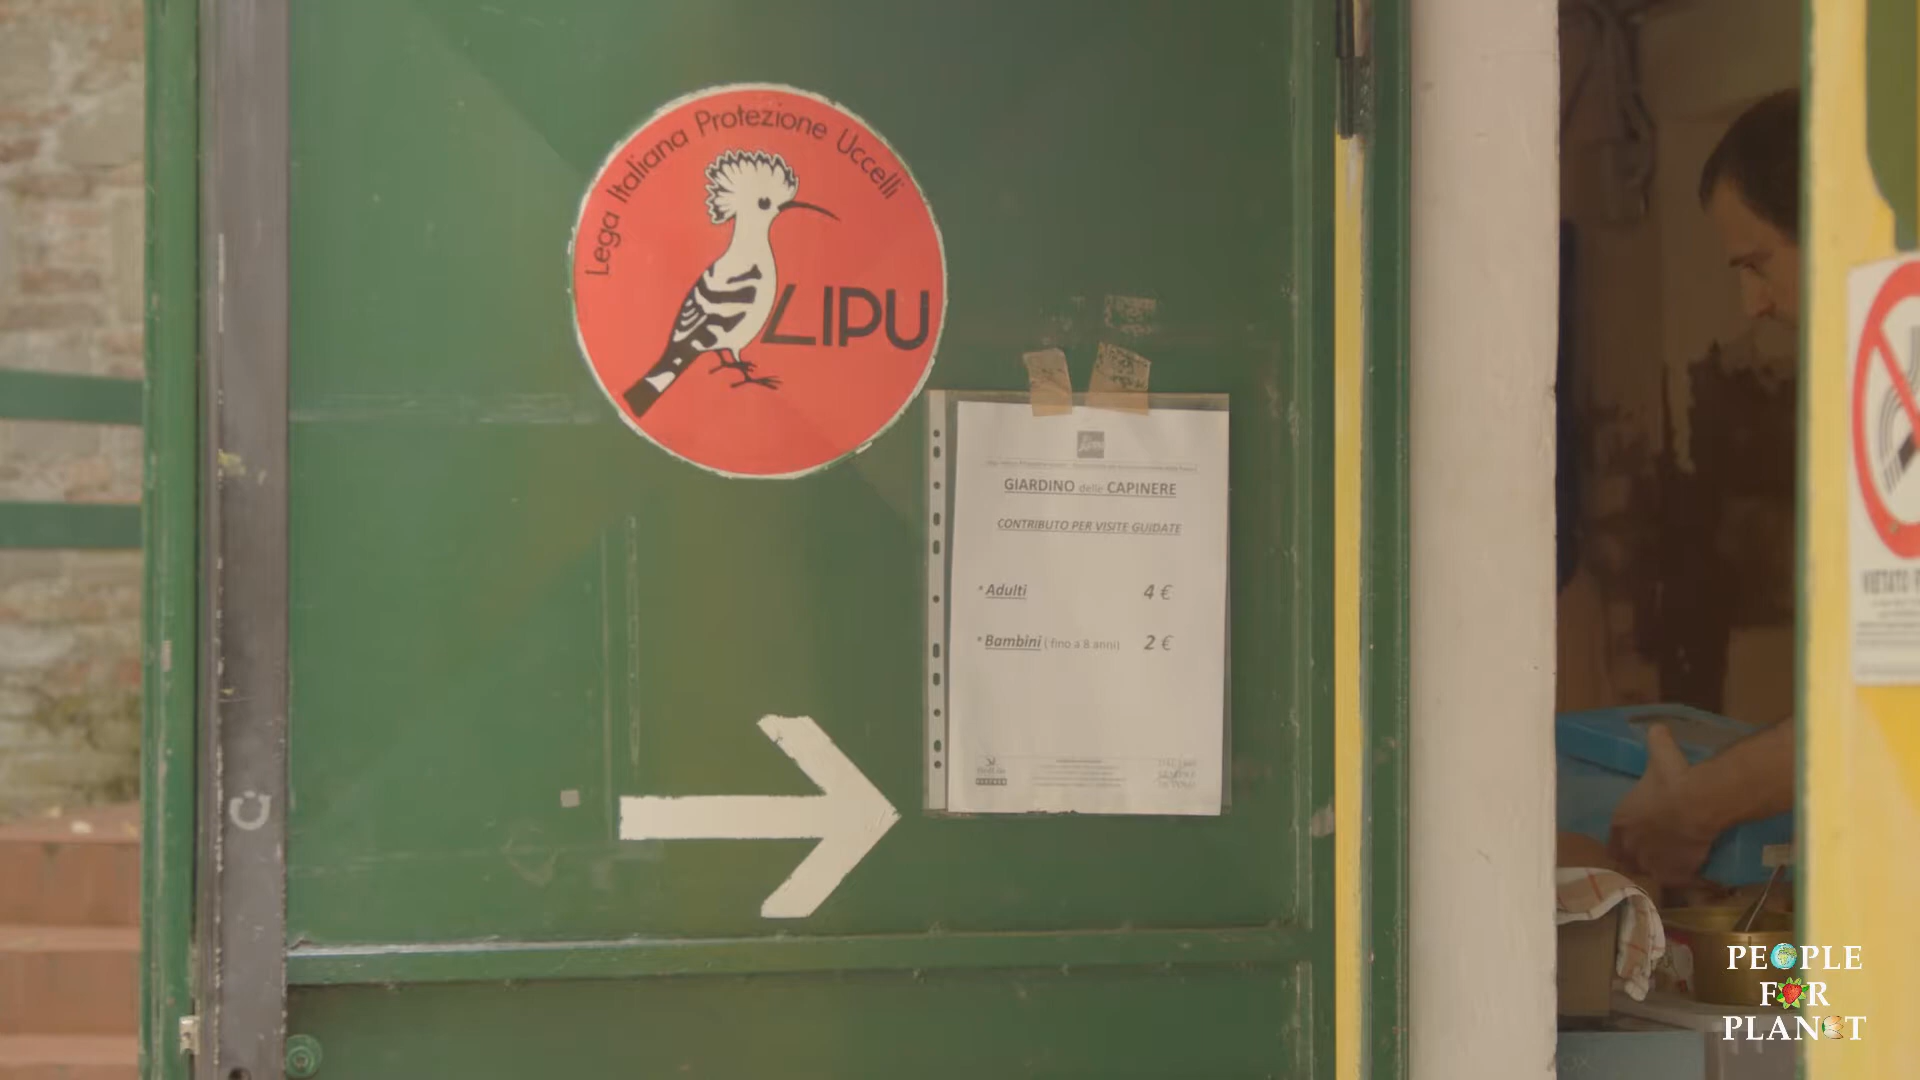 Lega Italiana Protezione Uccelli
LIPU
GIARDINO delle CAPINERE
CONTRIBUTO PER VISITE GUIDATE
* Adulti 4 €
* Bambini ( fino a 8 anni) 2 €
VIETATO
PEOPLE
FOR
PLANET